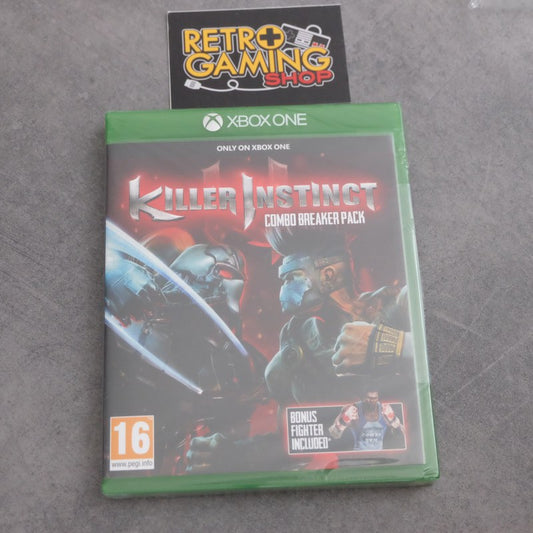 RETRO
GAMING
SHOP
XBOX ONE
ONLY ON XBOX ONE
KILLER INSTINCT
COMBO BREAKER PACK
BONUS
FIGHTER
INCLUDED*
16
www.pegi.info